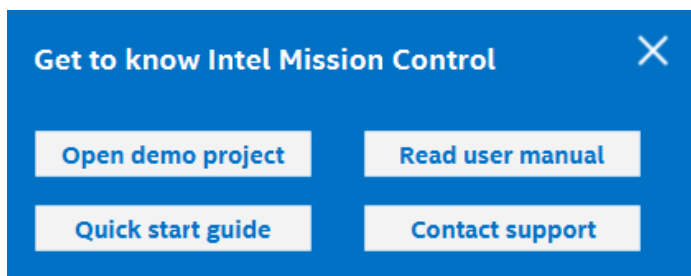 Get to know Intel Mission Control
Open demo project
Read user manual
Quick start guide
Contact support